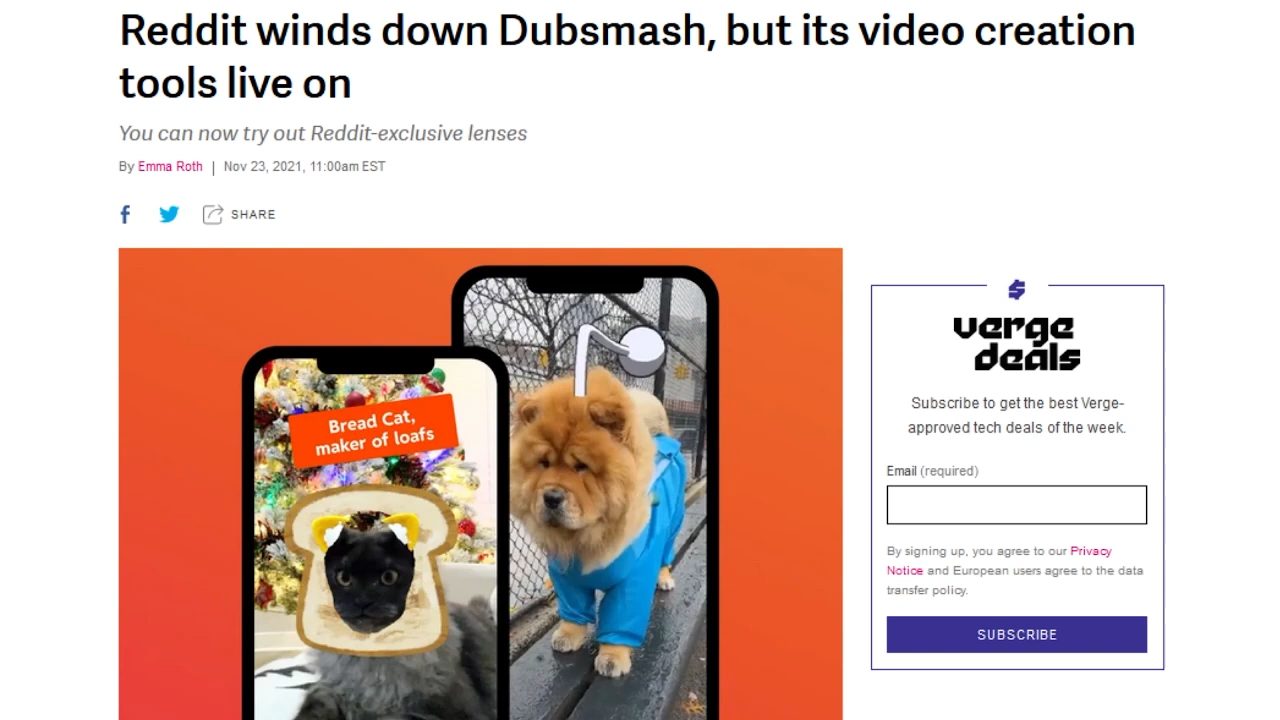 Reddit winds down Dubsmash, but its video creation
tools live on
You can now try out Reddit-exclusive lenses
By Emma Roth | Nov 23, 2021, 11:00am EST
SHARE
Bread Cat,
maker of loafs
verge
deals
Subscribe to get the best Verge-
approved tech deals of the week.
Email (required)
By signing up, you agree to our Privacy
Notice and European users agree to the data
transfer policy.
SUBSCRIBE